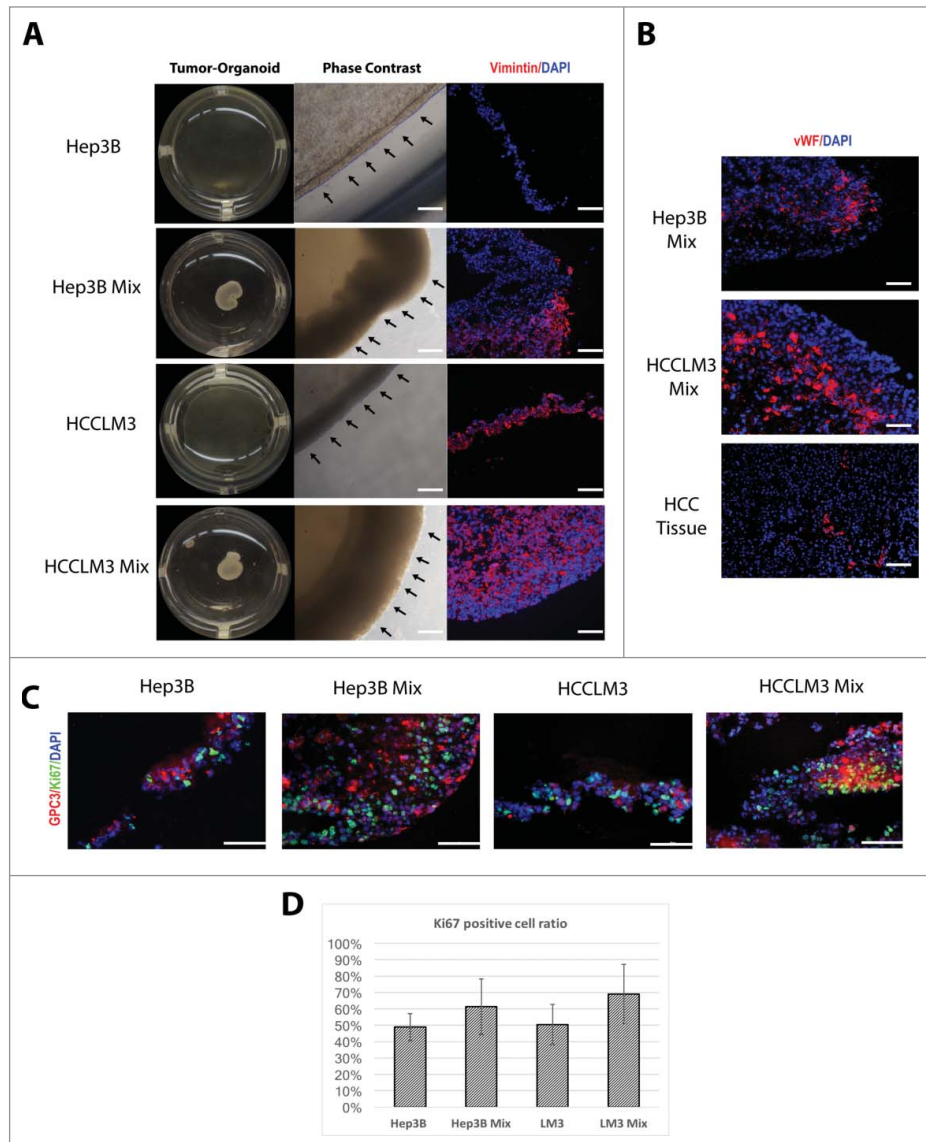 A
Tumor-Organoid
Phase Contrast
Vimintin/DAPI
Hep3B
Hep3B Mix
HCCLM3
HCCLM3 Mix
B
vWF/DAPI
Hep3B
Mix
HCCLM3
Mix
HCC
Tissue
C
Hep3B
Hep3B Mix
HCCLM3
HCCLM3 Mix
GPC3/Ki67/DAPI
D
Ki67 positive cell ratio
100%
90%
80%
70%
60%
50%
40%
30%
20%
10%
0%
Hep3B
Hep3B Mix
LM3
LM3 Mix